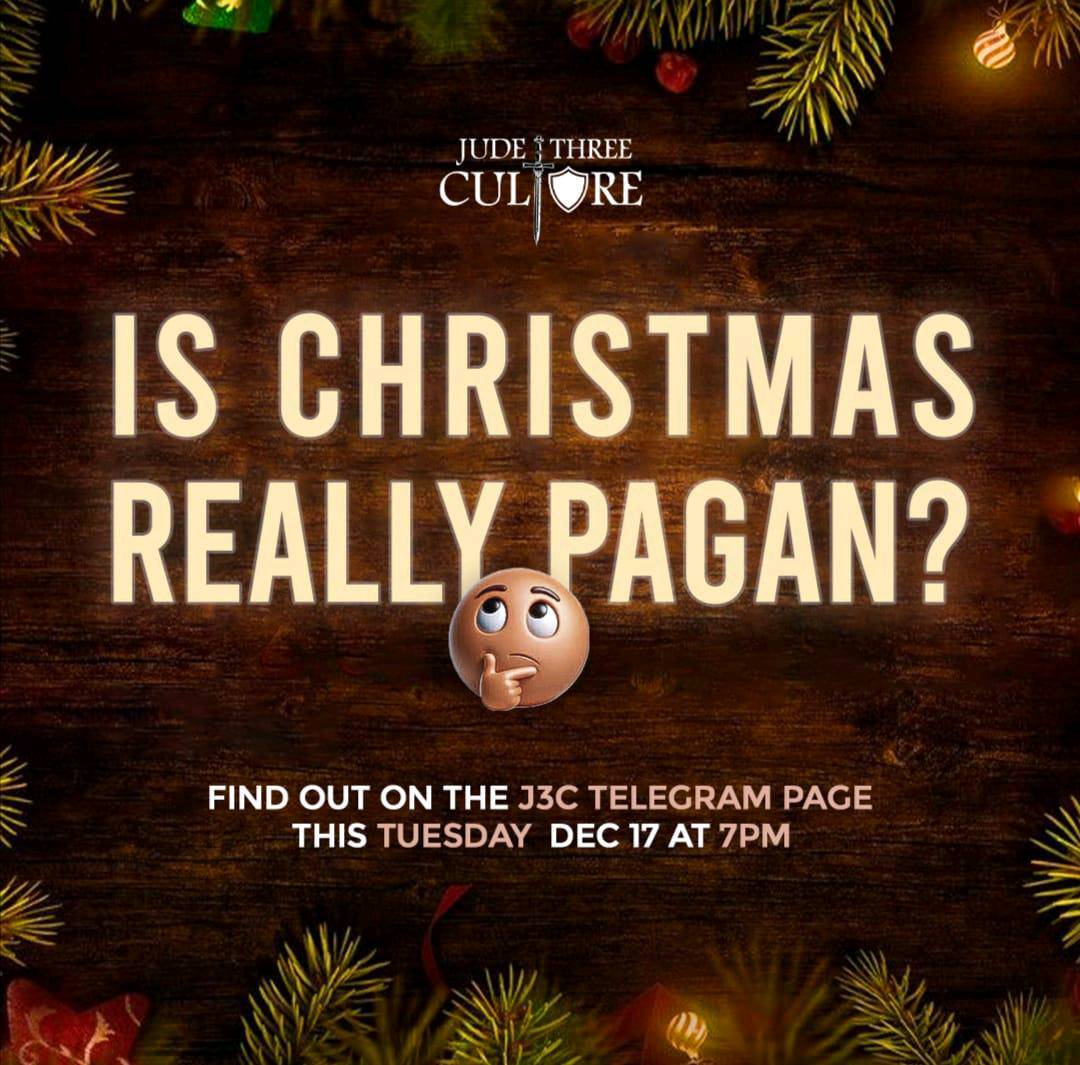 JUDE THREE
CULTURE
IS CHRISTMAS
REALLY PAGAN?
FIND OUT ON THE J3C TELEGRAM PAGE
THIS TUESDAY DEC 17 AT 7PM